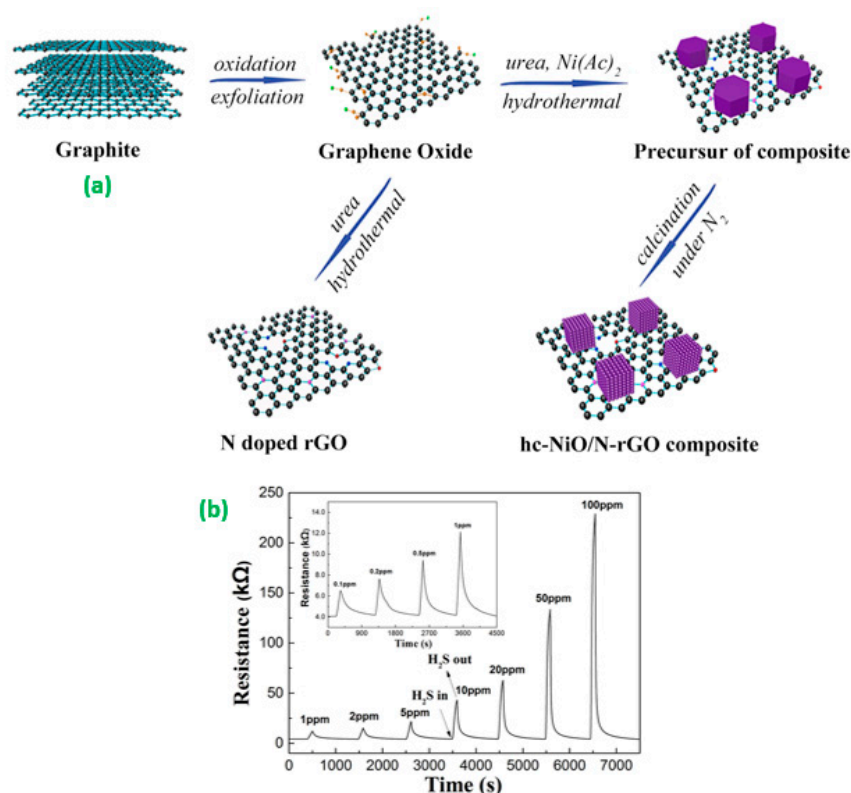 oxidation
exfoliation
urea, Ni(Ac)2
hydrothermal
Graphite
Graphene Oxide
Precursur of composite
(a)
urea
hydrothermal
calcination
under N2
N doped rGO
hc-NiO/N-rGO composite
(b)
Resistance (kΩ)
250
200
150
100
50
0
Resistance (kΩ)
14.0
12.0
10.0
8.0
6.0
4.0
0.1ppm
0.2ppm
0.5ppm
1ppm
0 900 1800 2700 3600 4500
Time (s)
H2S out
H2S in
1ppm
2ppm
5ppm
10ppm
20ppm
50ppm
100ppm
0 1000 2000 3000 4000 5000 6000 7000
Time (s)